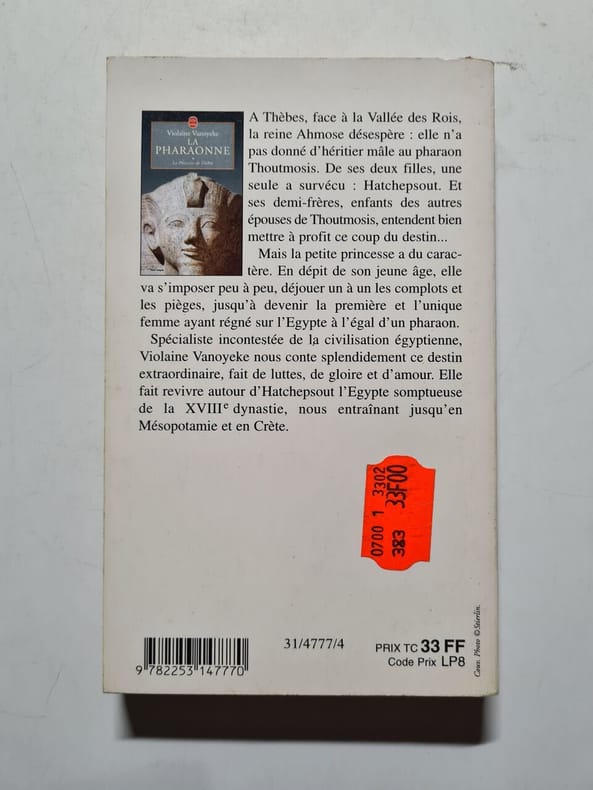 Violaine Vanoyeke
LA
PHARAONNE
La Princesse de Thèbes
A Thèbes, face à la Vallée des Rois,
la reine Ahmose désespère : elle n'a
pas donné d'héritier mâle au pharaon
Thoutmosis. De ses deux filles, une
seule a survécu : Hatchepsout. Et
ses demi-frères, enfants des autres
épouses de Thoutmosis, entendent bien
mettre à profit ce coup du destin...
Mais la petite princesse a du carac-
tère. En dépit de son jeune âge, elle
va s'imposer peu à peu, déjouer un à un les complots et
les pièges, jusqu'à devenir la première et l'unique
femme ayant régné sur l'Egypte à l'égal d'un pharaon.
Spécialiste incontestée de la civilisation égyptienne,
Violaine Vanoyeke nous conte splendidement ce destin
extraordinaire, fait de luttes, de gloire et d'amour. Elle
fait revivre autour d'Hatchepsout l'Egypte somptueuse
de la XVIIIe dynastie, nous entraînant jusqu'en
Mésopotamie et en Crète.
0700 1 3302
383 33F00
9 782253 147770
31/4777/4
PRIX TC 33 FF
Code Prix LP8
Couv. Photo © Stierlin.